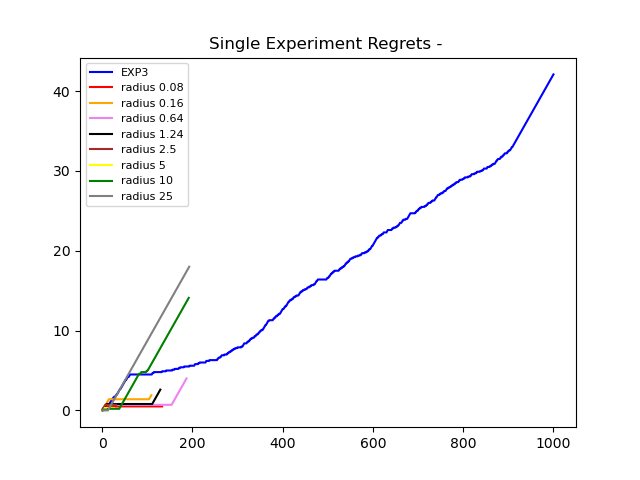 Single Experiment Regrets -
EXP3
radius 0.08
radius 0.16
radius 0.64
radius 1.24
radius 2.5
radius 5
radius 10
radius 25
40
30
20
10
0
0 200 400 600 800 1000